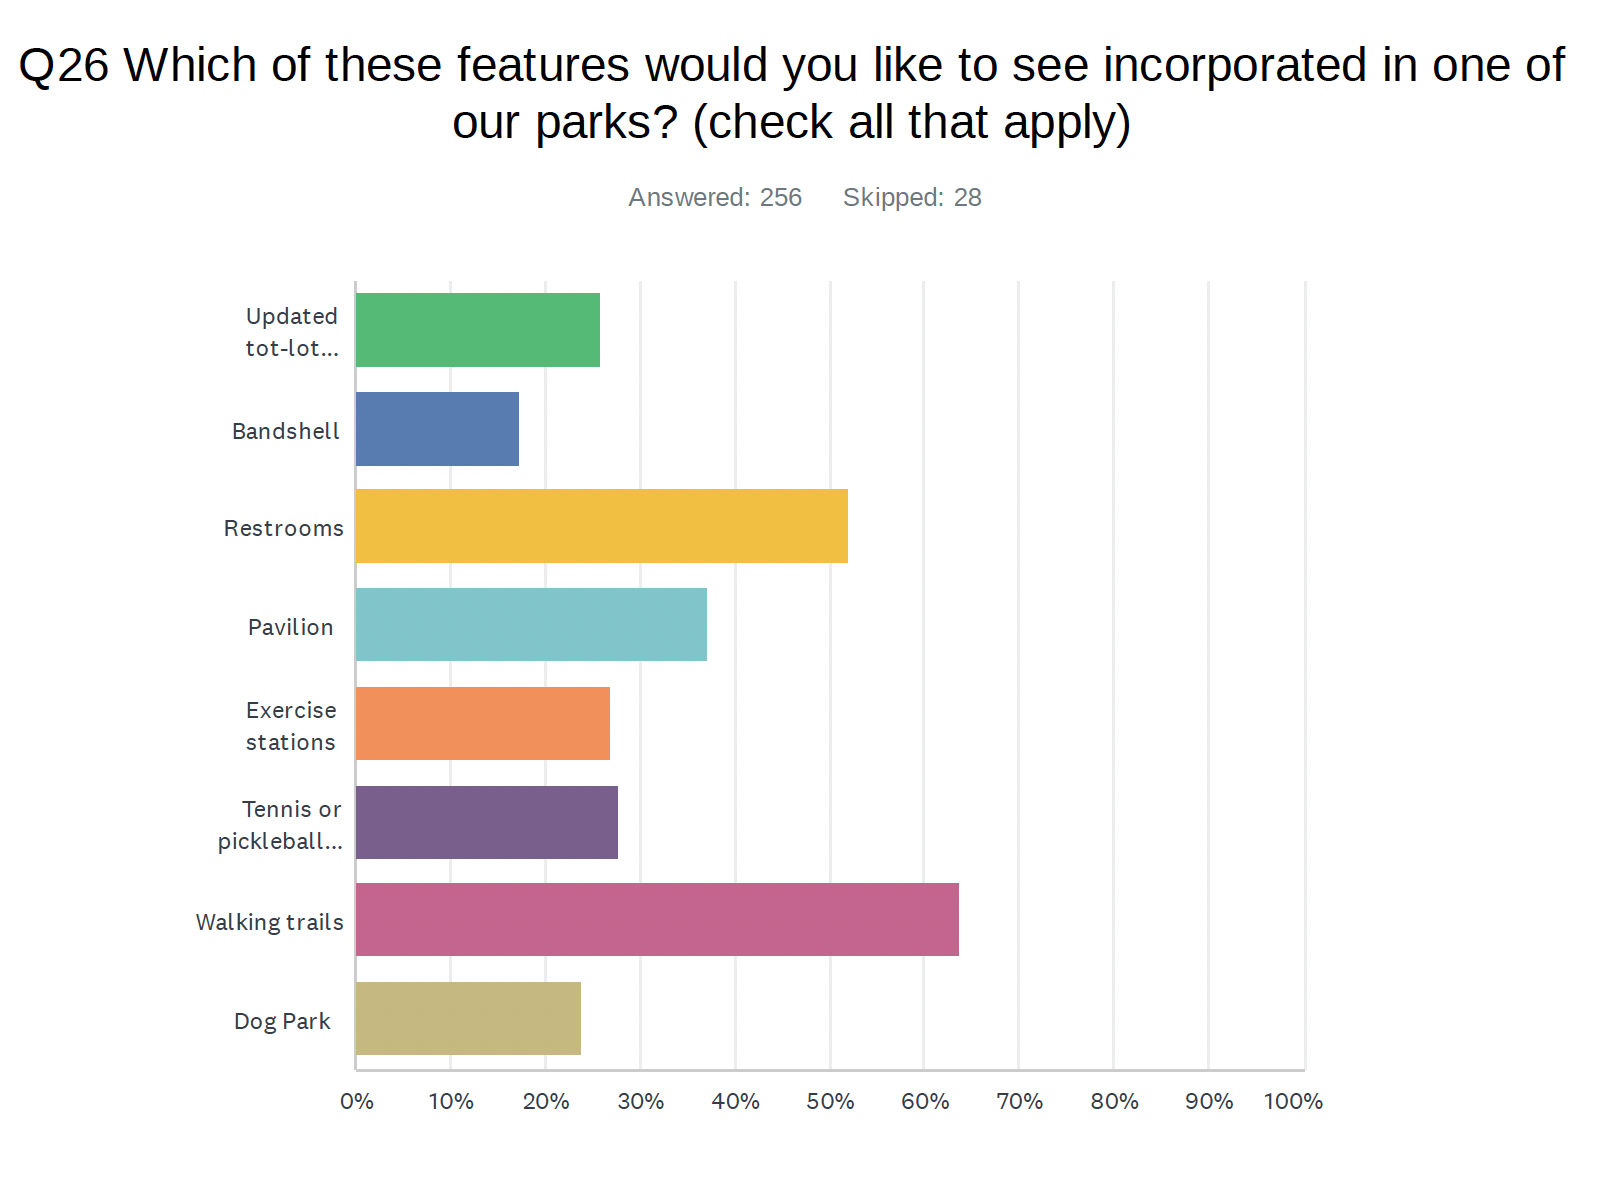 Q26 Which of these features would you like to see incorporated in one of
our parks? (check all that apply)
Answered: 256 Skipped: 28
Updated
tot-lot...
Bandshell
Restrooms
Pavilion
Exercise
stations
Tennis or
pickleball...
Walking trails
Dog Park
0% 10% 20% 30% 40% 50% 60% 70% 80% 90% 100%